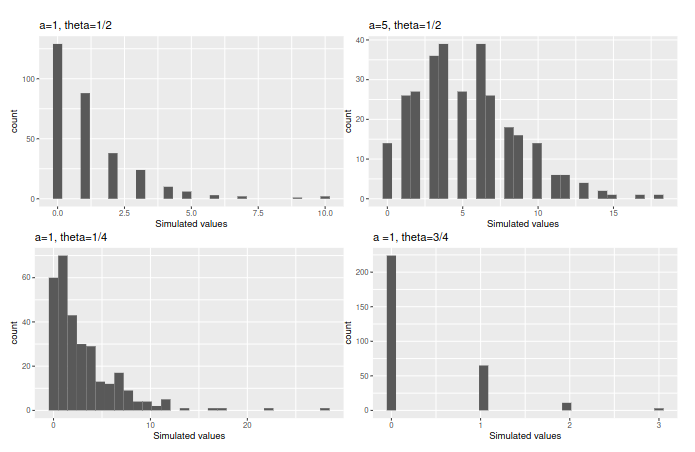 a=1, theta=1/2
100
50
0
count
0.0 2.5 5.0 7.5 10.0
Simulated values
a=5, theta=1/2
40
30
20
10
0
count
0 5 10 15
Simulated values
a=1, theta=1/4
60
40
20
0
count
0 10 20
Simulated values
a =1, theta=3/4
200
150
100
50
0
count
0 1 2 3
Simulated values